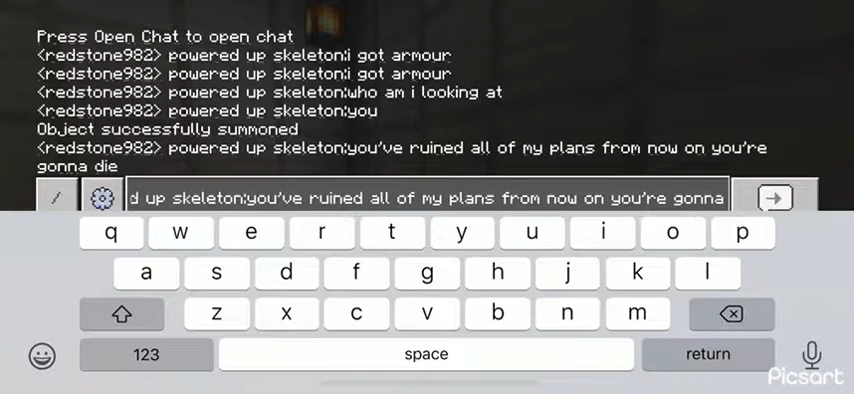 Press Open Chat to open chat
<redstone982> powered up skeleton:i got armour
<redstone982> powered up skeleton:i got armour
<redstone982> powered up skeleton:who am i looking at
<redstone982> powered up skeleton:you
Object successfully summoned
<redstone982> powered up skeleton:you've ruined all of my plans from now on you're
gonna die
/ d up skeleton:you've ruined all of my plans from now on you're gonna
q w e r t y u i o p
a s d f g h j k l
z x c v b n m
123 space return
Picsart